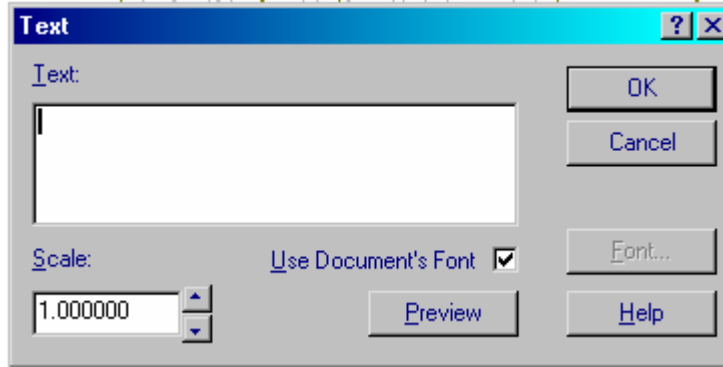 Text
Text:
OK
Cancel
Scale:
Use Document's Font
Font...
1.000000
Preview
Help